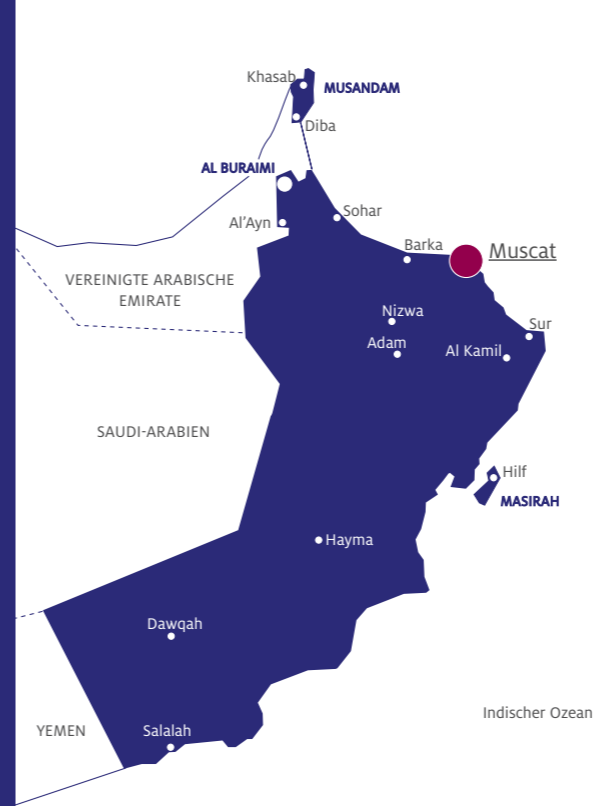 Khasab
MUSANDAM
Diba
AL BURAIMI
Sohar
Al'Ayn
Barka
Muscat
VEREINIGTE ARABISCHE
EMIRATE
Nizwa
Sur
Adam
Al Kamil
SAUDI-ARABIEN
Hilf
MASIRAH
Hayma
Dawqah
Indischer Ozean
YEMEN
Salalah